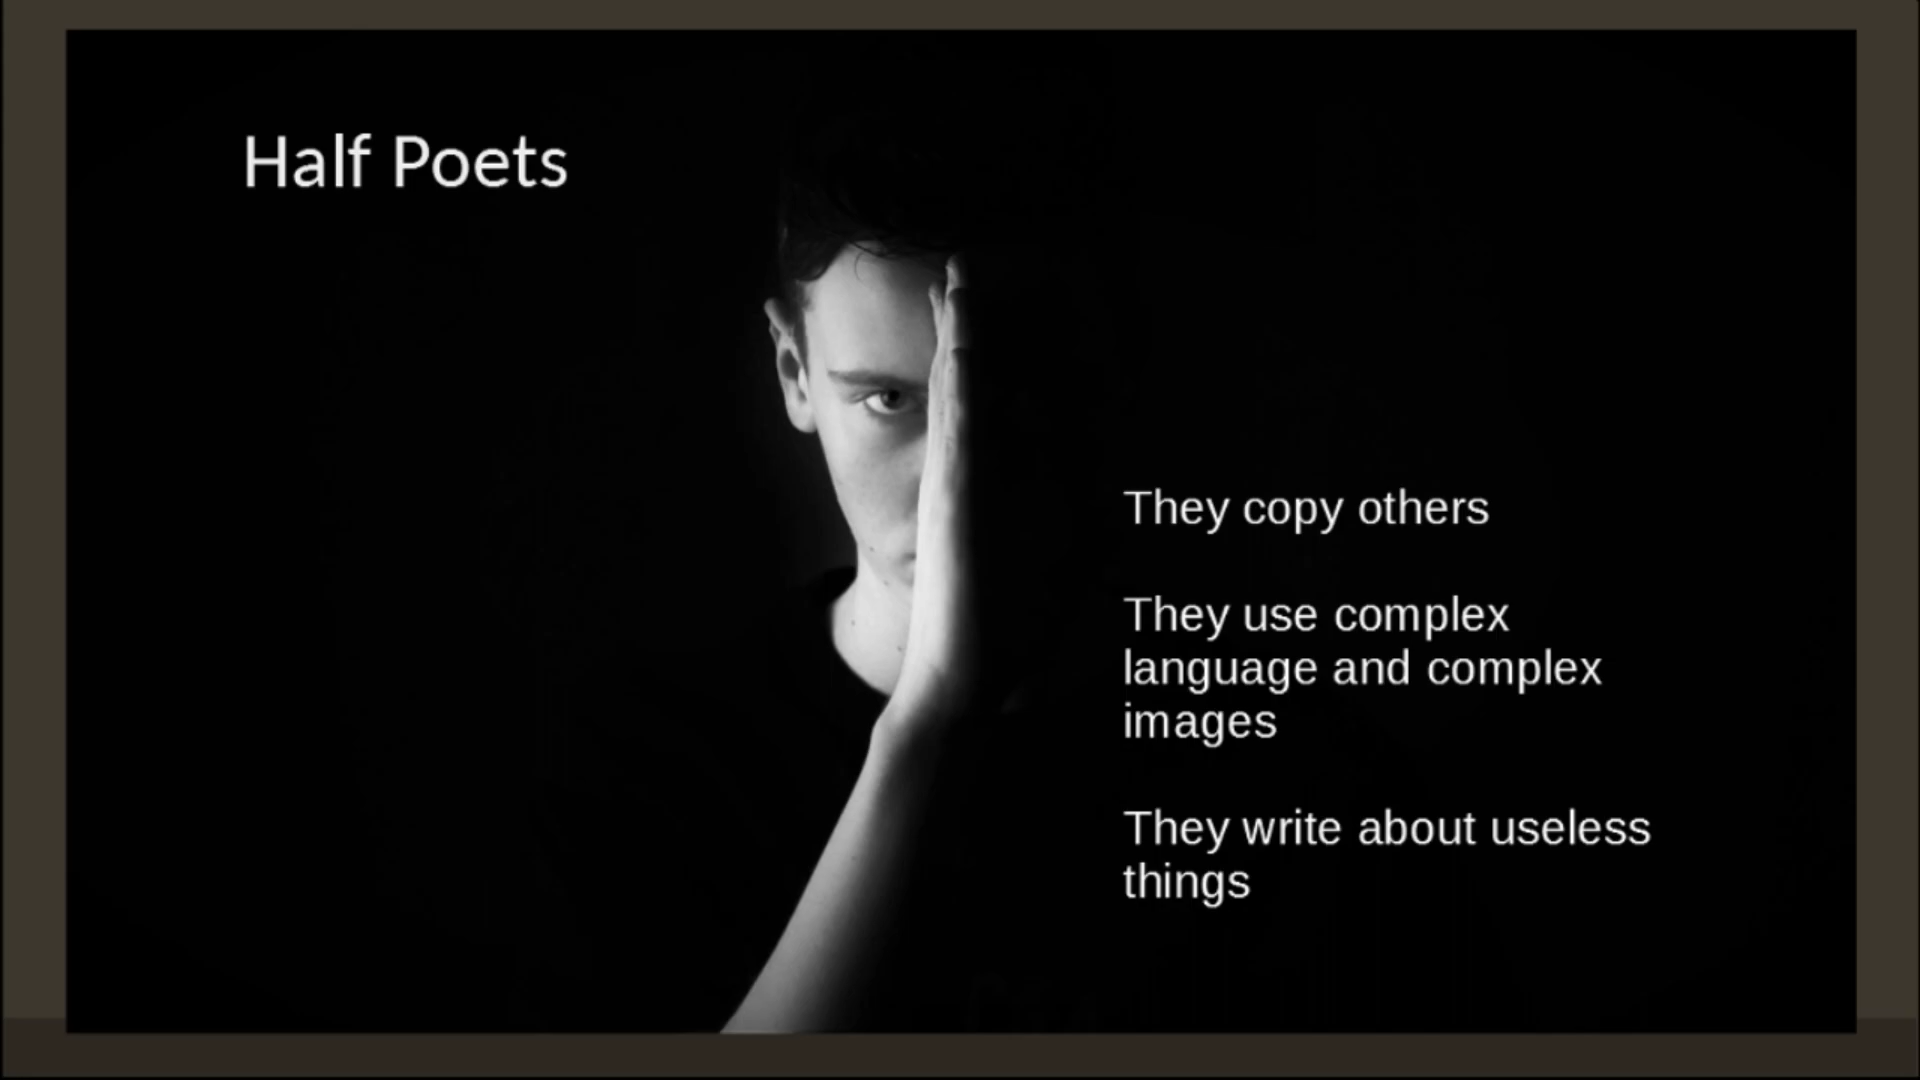 Half Poets
They copy others
They use complex
language and complex
images
They write about useless
things